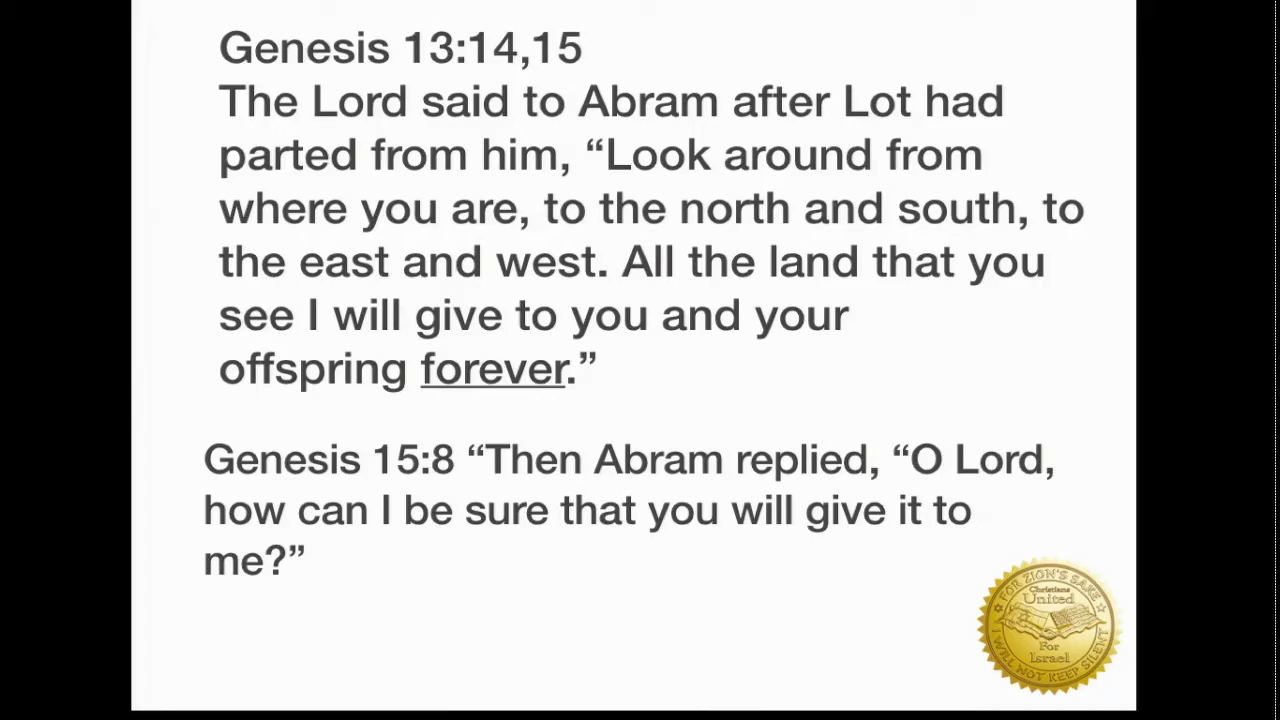 Genesis 13:14,15
The Lord said to Abram after Lot had
parted from him, “Look around from
where you are, to the north and south, to
the east and west. All the land that you
see I will give to you and your
offspring forever.”
Genesis 15:8 “Then Abram replied, “O Lord,
how can I be sure that you will give it to
me?”
FOR ZION'S SAKE
Christians
United
For
Israel
I WILL NOT KEEP SILENT